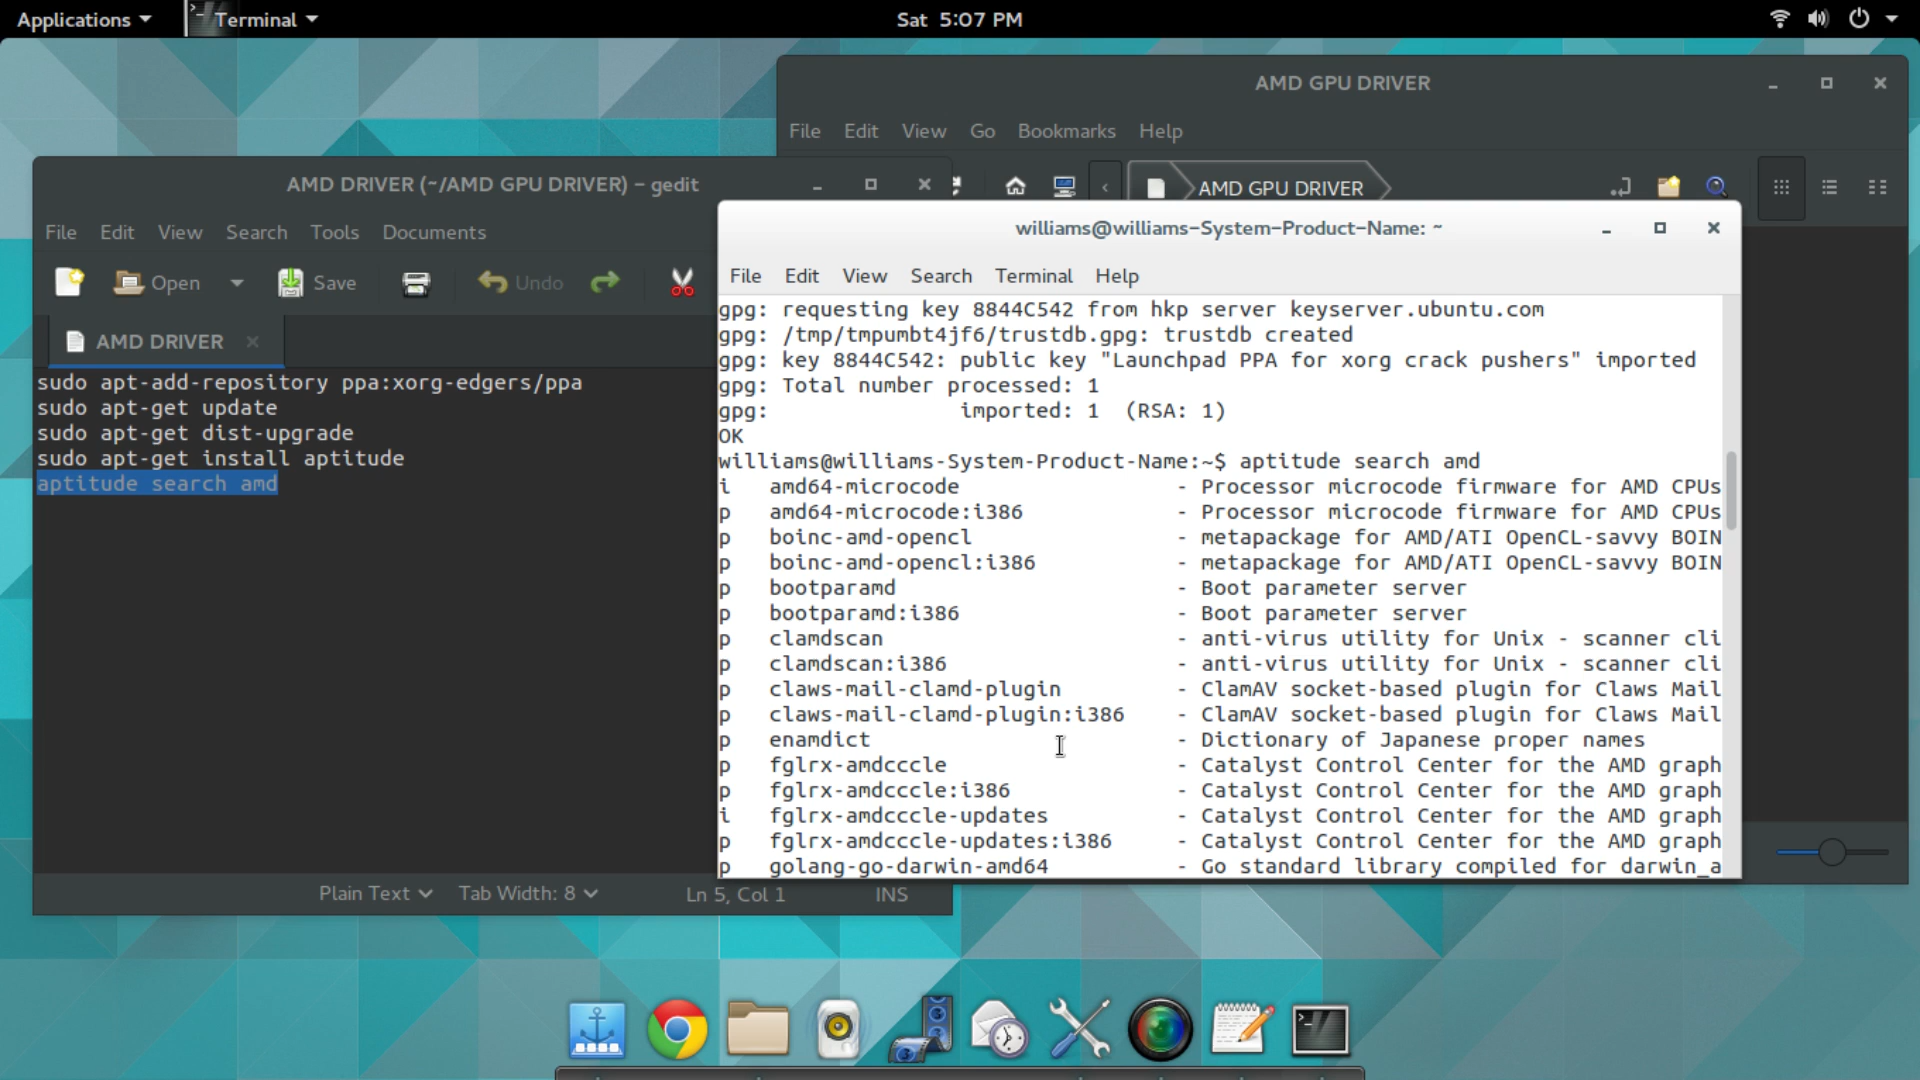 Applications
Terminal
Sat 5:07 PM
AMD GPU DRIVER
File Edit View Go Bookmarks Help
AMD GPU DRIVER
AMD DRIVER (~/AMD GPU DRIVER) – gedit
File Edit View Search Tools Documents
Open Save Undo
AMD DRIVER
sudo apt-add-repository ppa:xorg-edgers/ppa
sudo apt-get update
sudo apt-get dist-upgrade
sudo apt-get install aptitude
aptitude search amd
Plain Text Tab Width: 8 Ln 5, Col 1 INS
williams@williams-System-Product-Name: ~
File Edit View Search Terminal Help
gpg: requesting key 8844C542 from hkp server keyserver.ubuntu.com
gpg: /tmp/tmpumbt4jf6/trustdb.gpg: trustdb created
gpg: key 8844C542: public key "Launchpad PPA for xorg crack pushers" imported
gpg: Total number processed: 1
gpg: imported: 1 (RSA: 1)
OK
williams@williams-System-Product-Name:~$ aptitude search amd
i amd64-microcode - Processor microcode firmware for AMD CPUs
p amd64-microcode:i386 - Processor microcode firmware for AMD CPUs
p boinc-amd-opencl - metapackage for AMD/ATI OpenCL-savvy BOIN
p boinc-amd-opencl:i386 - metapackage for AMD/ATI OpenCL-savvy BOIN
p bootparamd - Boot parameter server
p bootparamd:i386 - Boot parameter server
p clamdscan - anti-virus utility for Unix - scanner cli
p clamdscan:i386 - anti-virus utility for Unix - scanner cli
p claws-mail-clamd-plugin - ClamAV socket-based plugin for Claws Mail
p claws-mail-clamd-plugin:i386 - ClamAV socket-based plugin for Claws Mail
p enamdict - Dictionary of Japanese proper names
p fglrx-amdcccle - Catalyst Control Center for the AMD graph
p fglrx-amdcccle:i386 - Catalyst Control Center for the AMD graph
i fglrx-amdcccle-updates - Catalyst Control Center for the AMD graph
p fglrx-amdcccle-updates:i386 - Catalyst Control Center for the AMD graph
p golang-go-darwin-amd64 - Go standard library compiled for darwin_a